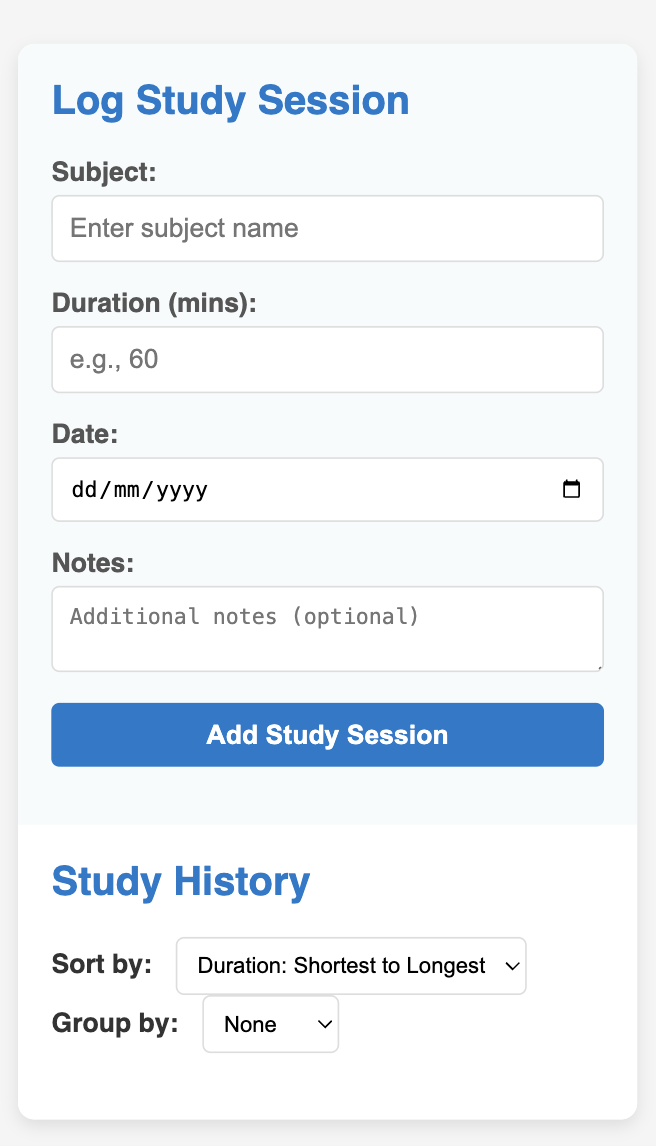 Log Study Session
Subject:
Enter subject name
Duration (mins):
e.g., 60
Date:
dd/mm/yyyy
Notes:
Additional notes (optional)
Add Study Session
Study History
Sort by: Duration: Shortest to Longest
Group by: None